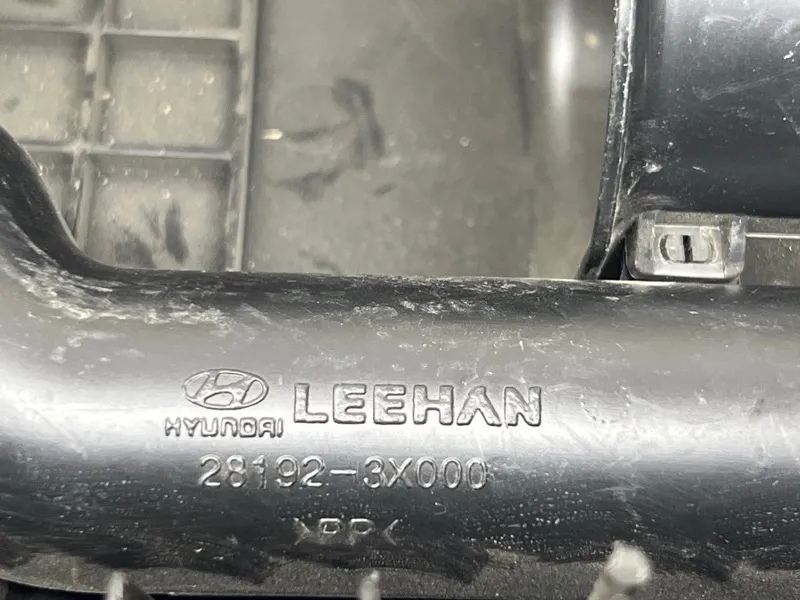 HYUNDAI LEEHAN
28192-3X000
>PP<